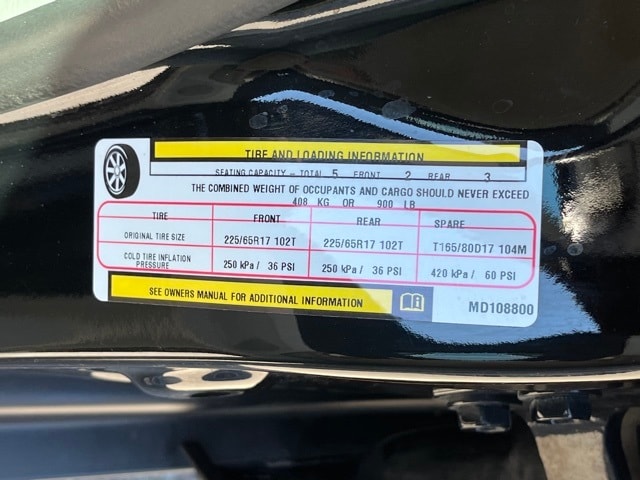 TIRE AND LOADING INFORMATION
SEATING CAPACITY - TOTAL 5 FRONT 2 REAR 3
THE COMBINED WEIGHT OF OCCUPANTS AND CARGO SHOULD NEVER EXCEED
408 KG OR 900 LB
TIRE FRONT REAR SPARE
ORIGINAL TIRE SIZE 225/65R17 102T 225/65R17 102T T165/80D17 104M
COLD TIRE INFLATION
PRESSURE 250 kPa / 36 PSI 250 kPa / 36 PSI 420 kPa / 60 PSI
SEE OWNERS MANUAL FOR ADDITIONAL INFORMATION
MD108800